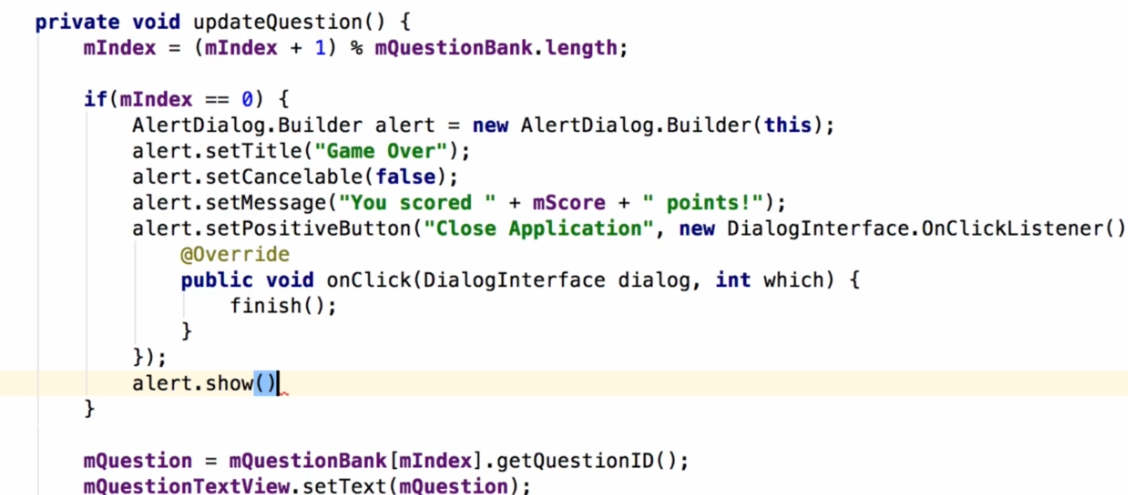 private void updateQuestion() {
mIndex = (mIndex + 1) % mQuestionBank.length;
if(mIndex == 0) {
AlertDialog.Builder alert = new AlertDialog.Builder(this);
alert.setTitle("Game Over");
alert.setCancelable(false);
alert.setMessage("You scored " + mScore + " points!");
alert.setPositiveButton("Close Application", new DialogInterface.OnClickListener()
@Override
public void onClick(DialogInterface dialog, int which) {
finish();
}
});
alert.show()
}
mQuestion = mQuestionBank[mIndex].getQuestionID();
mQuestionTextView.setText(mQuestion);